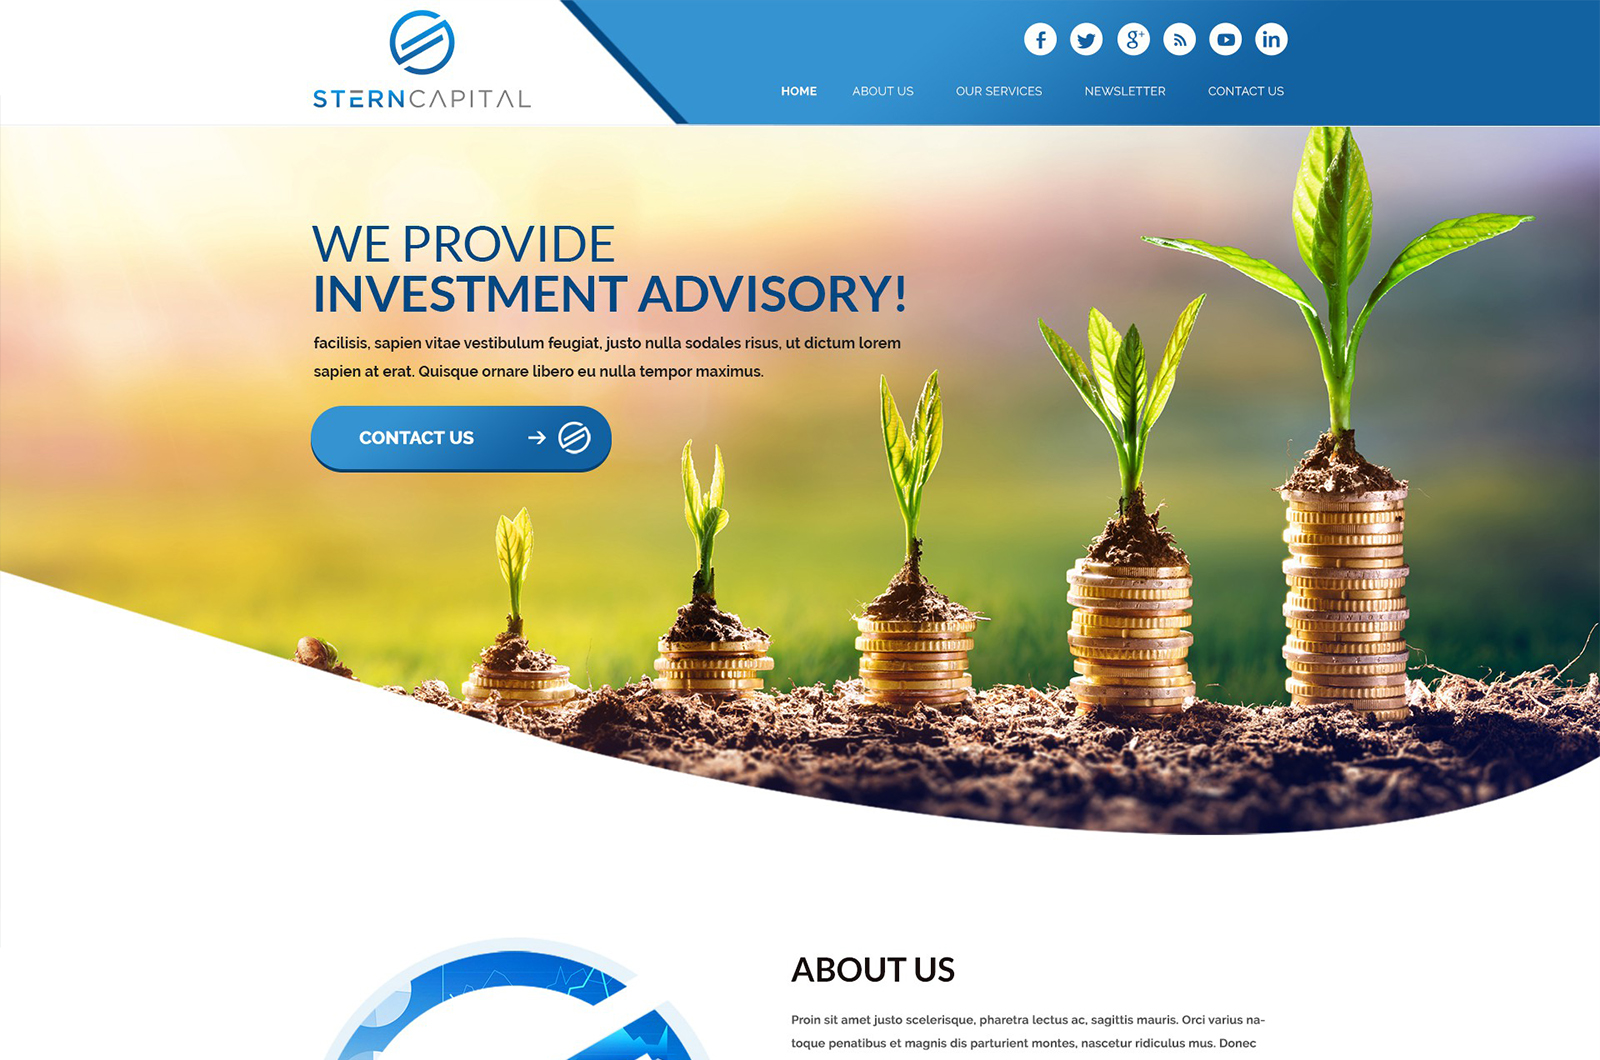 STERNCAPITAL
HOME ABOUT US OUR SERVICES NEWSLETTER CONTACT US
WE PROVIDE
INVESTMENT ADVISORY!
facilisis, sapien vitae vestibulum feugiat, justo nulla sodales risus, ut dictum lorem
sapien at erat. Quisque ornare libero eu nulla tempor maximus.
CONTACT US
ABOUT US
Proin sit amet justo scelerisque, pharetra lectus ac, sagittis mauris. Orci varius na-
toque penatibus et magnis dis parturient montes, nascetur ridiculus mus. Donec